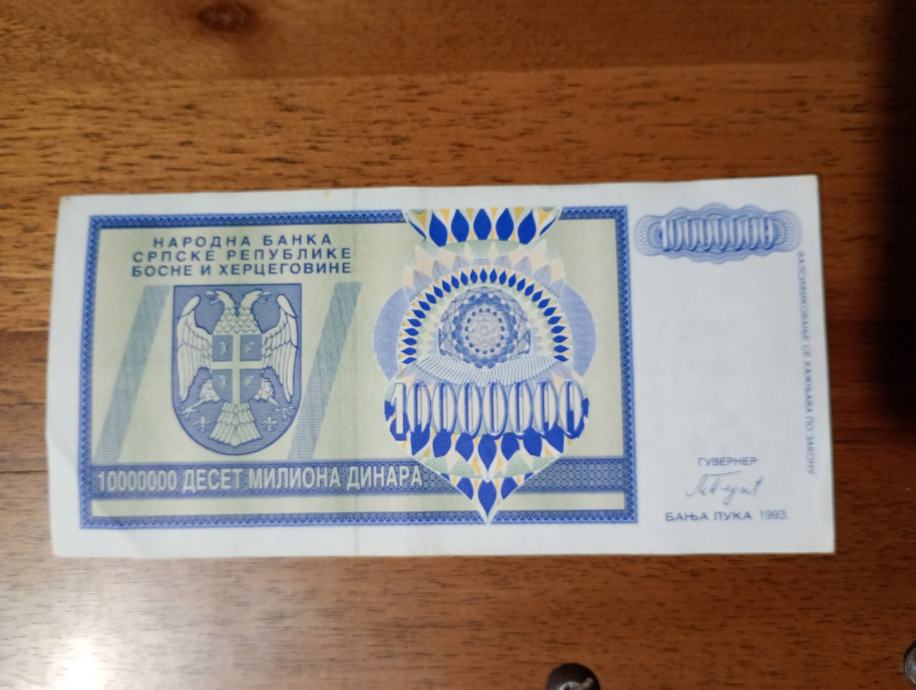 НАРОДНА БАНКА
СРПСКЕ РЕПУБЛИКЕ
БОСНЕ И ХЕРЦЕГОВИНЕ
10000000
10000000
10000000 ДЕСЕТ МИЛИОНА ДИНАРА
ФАЛСИФИКОВАЊЕ СЕ КАЖЊАВА ПО ЗАКОНУ
ГУВЕРНЕР
БАЊА ЛУКА 1993.